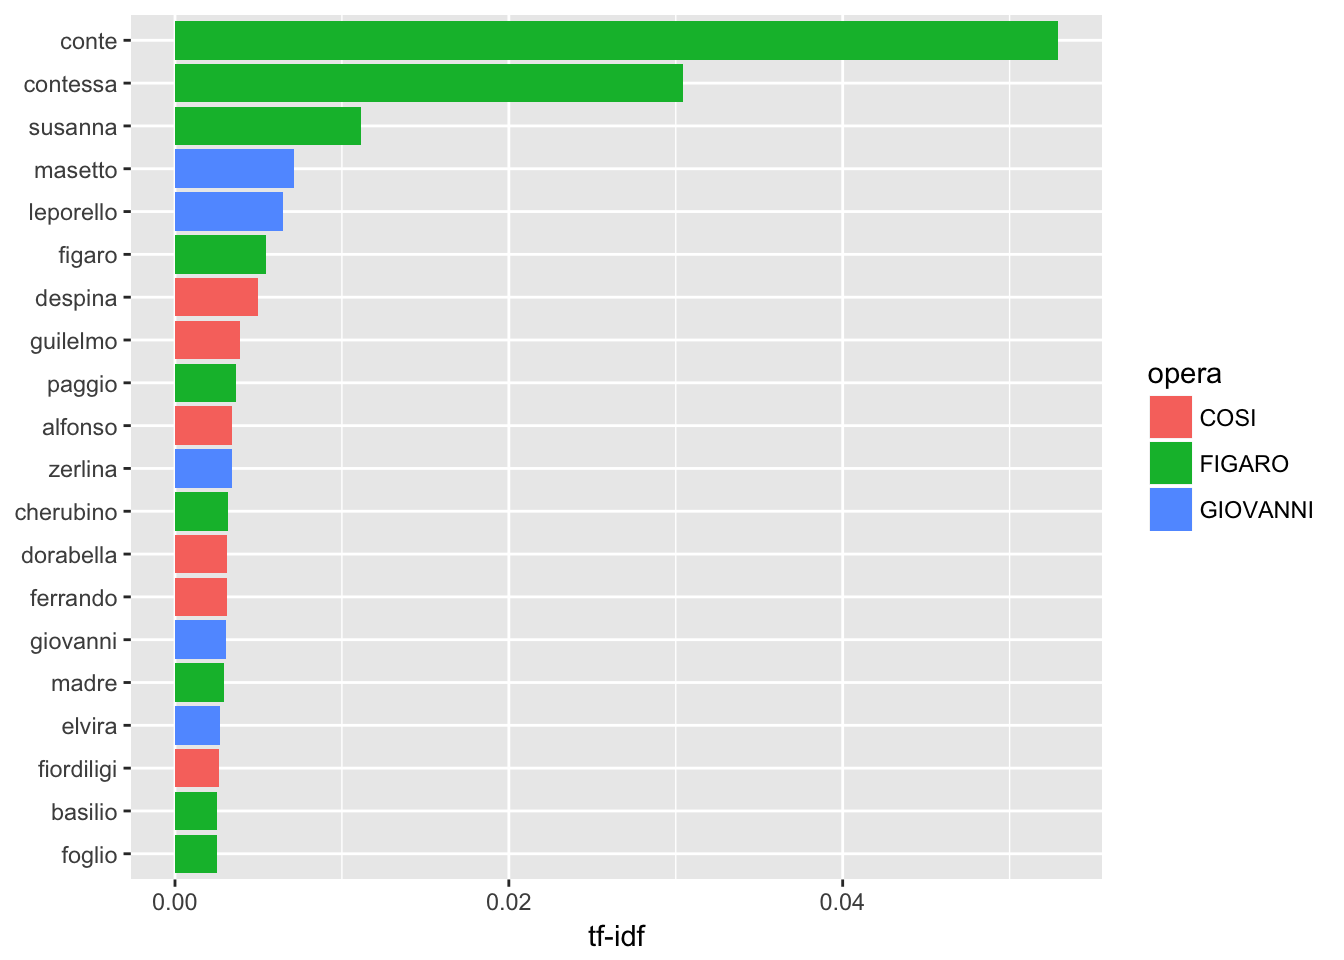 conte
contessa
susanna
masetto
leporello
figaro
despina
guilelmo
paggio
alfonso
zerlina
cherubino
dorabella
ferrando
giovanni
madre
elvira
fiordiligi
basilio
foglio
0.00 0.02 0.04
tf-idf
opera
COSI
FIGARO
GIOVANNI